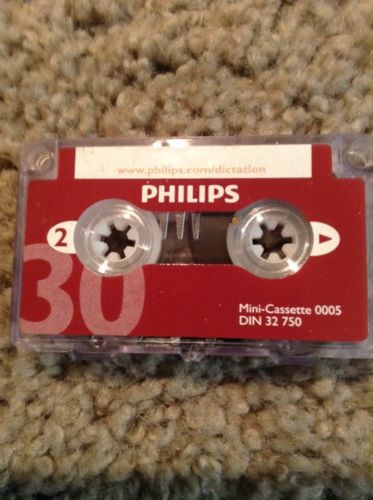 www.philips.com/dictation
PHILIPS
2
30
Mini-Cassette 0005
DIN 32 750